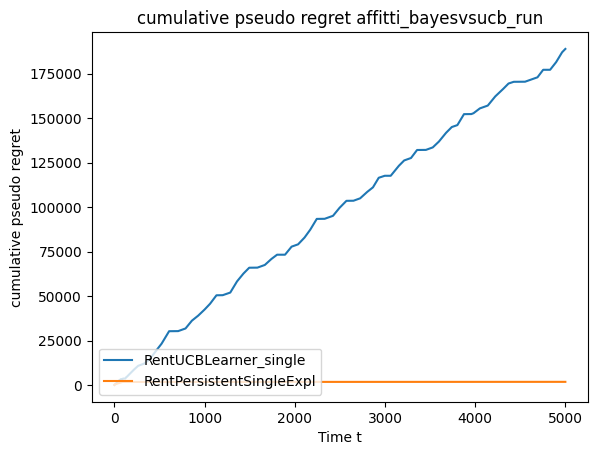 cumulative pseudo regret affitti_bayesvsucb_run
cumulative pseudo regret
175000
150000
125000
100000
75000
50000
25000
0
RentUCBLearner_single
RentPersistentSingleExpl
0 1000 2000 3000 4000 5000
Time t